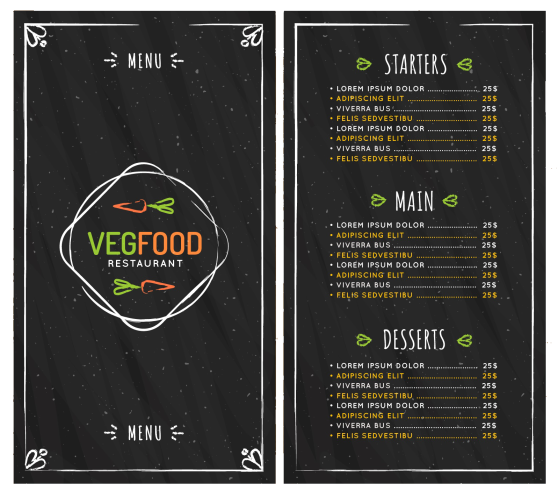 MENU
VEGFOOD
RESTAURANT
MENU
STARTERS
• LOREM IPSUM DOLOR ........................ 25$
• ADIPISCING ELIT ........................ 25$
• VIVERRA BUS ........................ 25$
• FELIS SEDVESTIBU ........................ 25$
• LOREM IPSUM DOLOR ........................ 25$
• ADIPISCING ELIT ........................ 25$
• VIVERRA BUS ........................ 25$
• FELIS SEDVESTIBU ........................ 25$
MAIN
• LOREM IPSUM DOLOR ........................ 25$
• ADIPISCING ELIT ........................ 25$
• VIVERRA BUS ........................ 25$
• FELIS SEDVESTIBU ........................ 25$
• LOREM IPSUM DOLOR ........................ 25$
• ADIPISCING ELIT ........................ 25$
• VIVERRA BUS ........................ 25$
• FELIS SEDVESTIBU ........................ 25$
DESSERTS
• LOREM IPSUM DOLOR ........................ 25$
• ADIPISCING ELIT ........................ 25$
• VIVERRA BUS ........................ 25$
• FELIS SEDVESTIBU ........................ 25$
• LOREM IPSUM DOLOR ........................ 25$
• ADIPISCING ELIT ........................ 25$
• VIVERRA BUS ........................ 25$
• FELIS SEDVESTIBU ........................ 25$